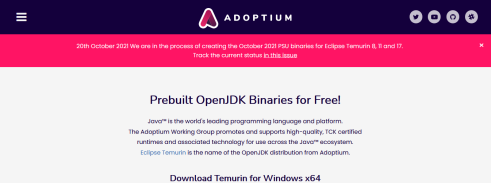 ADOPTIUM
20th October 2021 We are in the process of creating the October 2021 PSU binaries for Eclipse Temurin 8, 11 and 17.
Track the current status in this issue
×
Prebuilt OpenJDK Binaries for Free!
Java™ is the world's leading programming language and platform.
The Adoptium Working Group promotes and supports high-quality, TCK certified
runtimes and associated technology for use across the Java™ ecosystem.
Eclipse Temurin is the name of the OpenJDK distribution from Adoptium.
Download Temurin for Windows x64